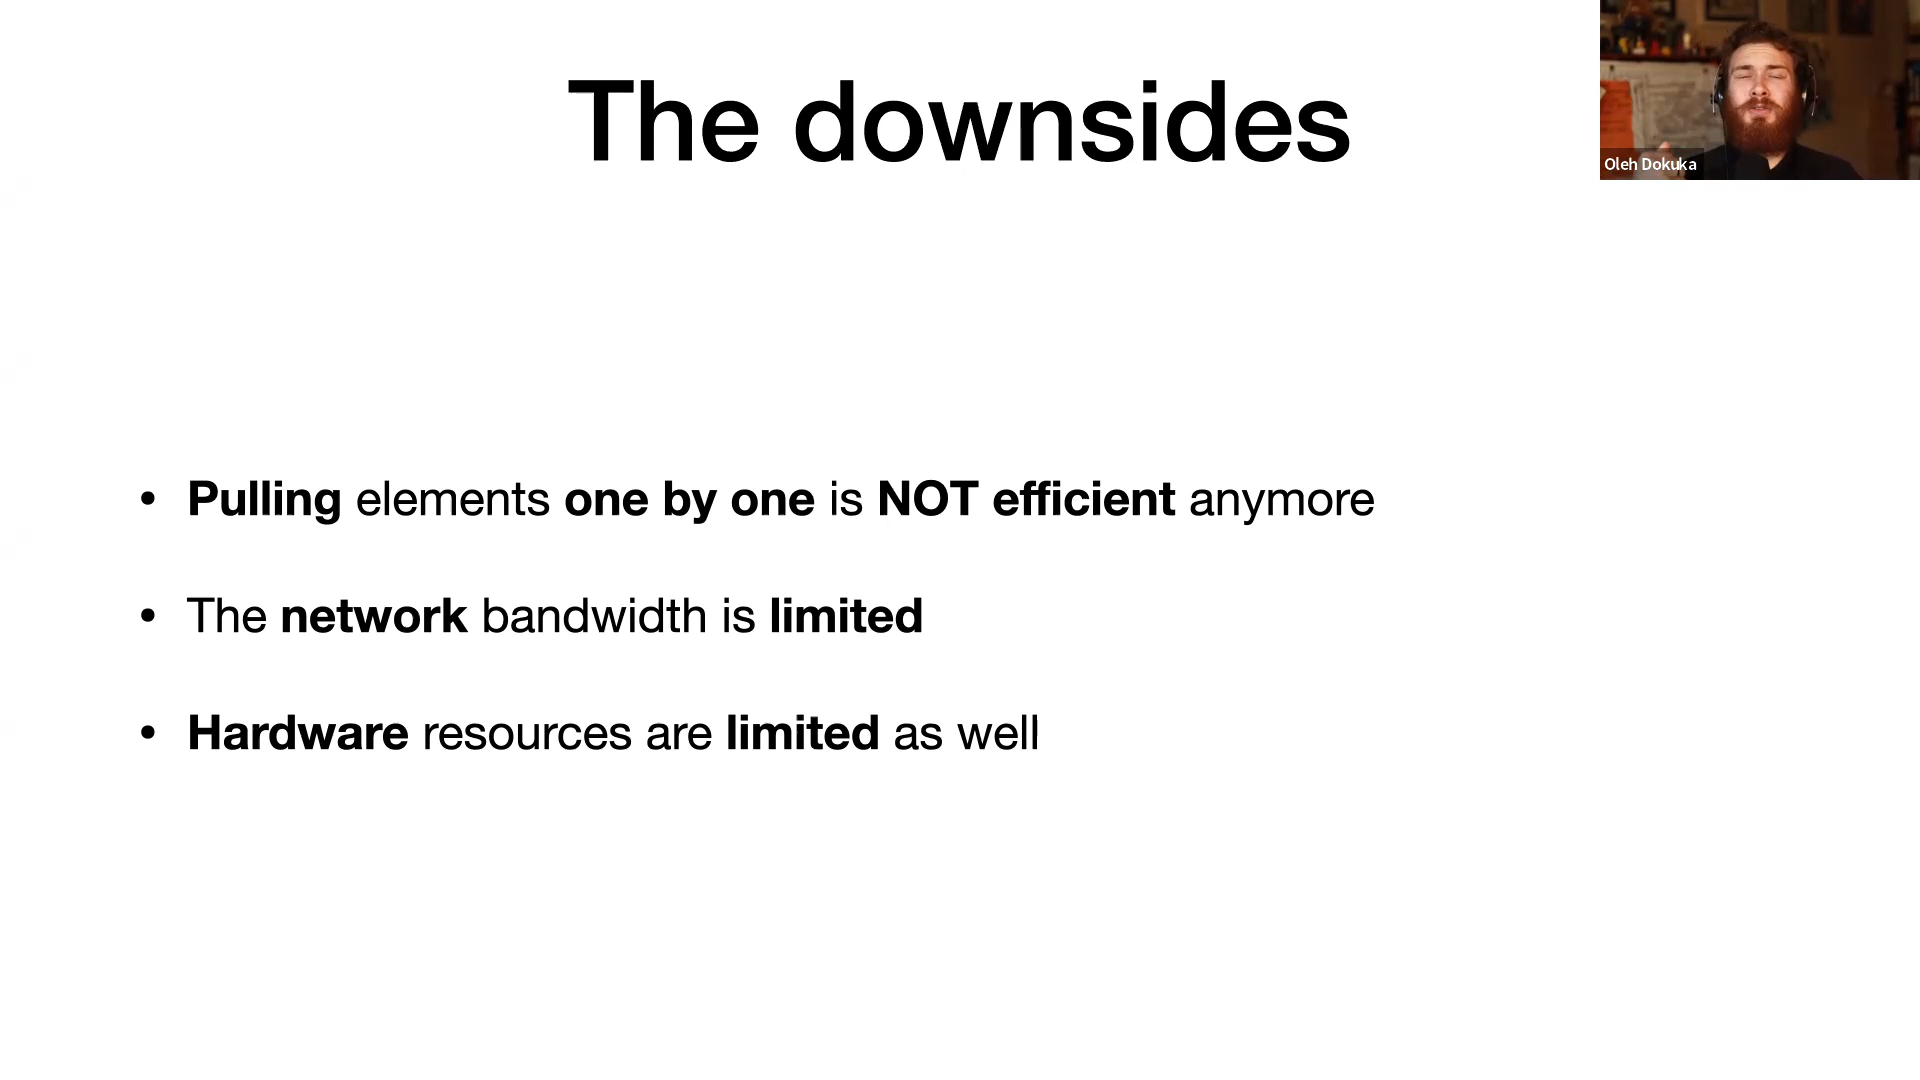 The downsides
Oleh Dokuka
• Pulling elements one by one is NOT efficient anymore
• The network bandwidth is limited
• Hardware resources are limited as well